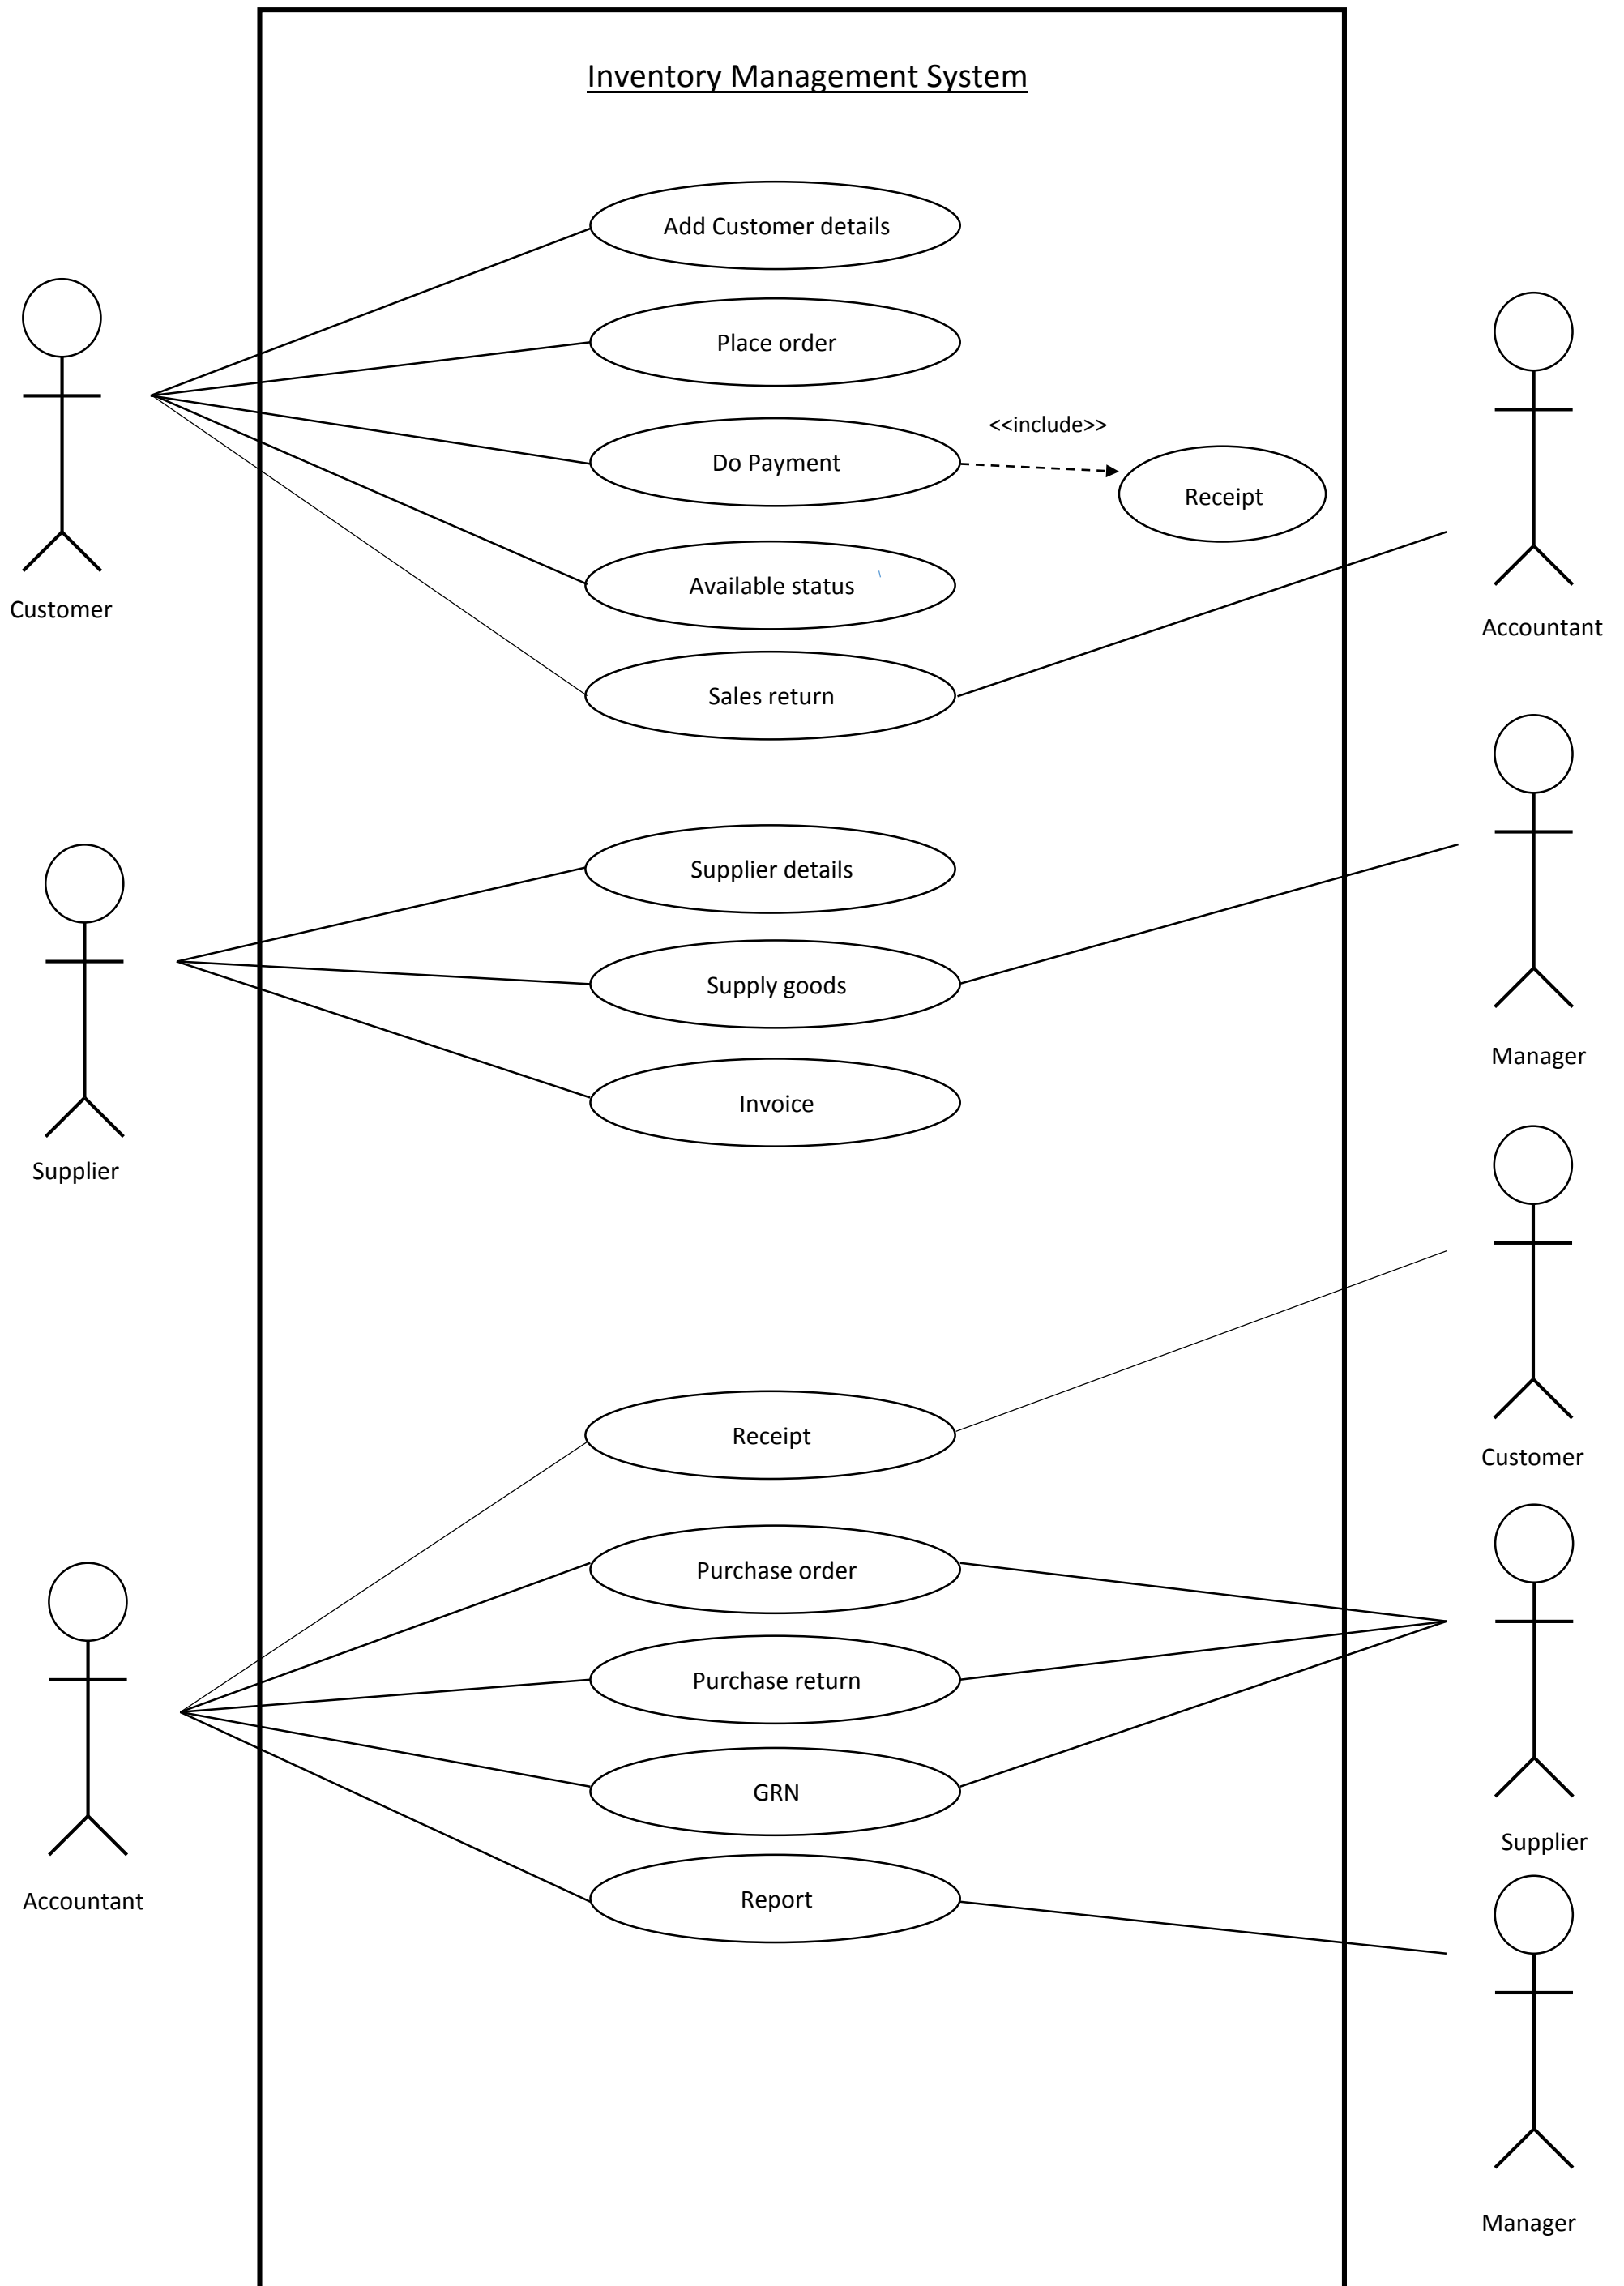 Inventory Management System
Add Customer details
Place order
<<include>>
Do Payment
Receipt
Available status
Customer
Accountant
Sales return
Supplier details
Supply goods
Manager
Invoice
Supplier
Receipt
Customer
Purchase order
Purchase return
GRN
Supplier
Report
Accountant
Manager